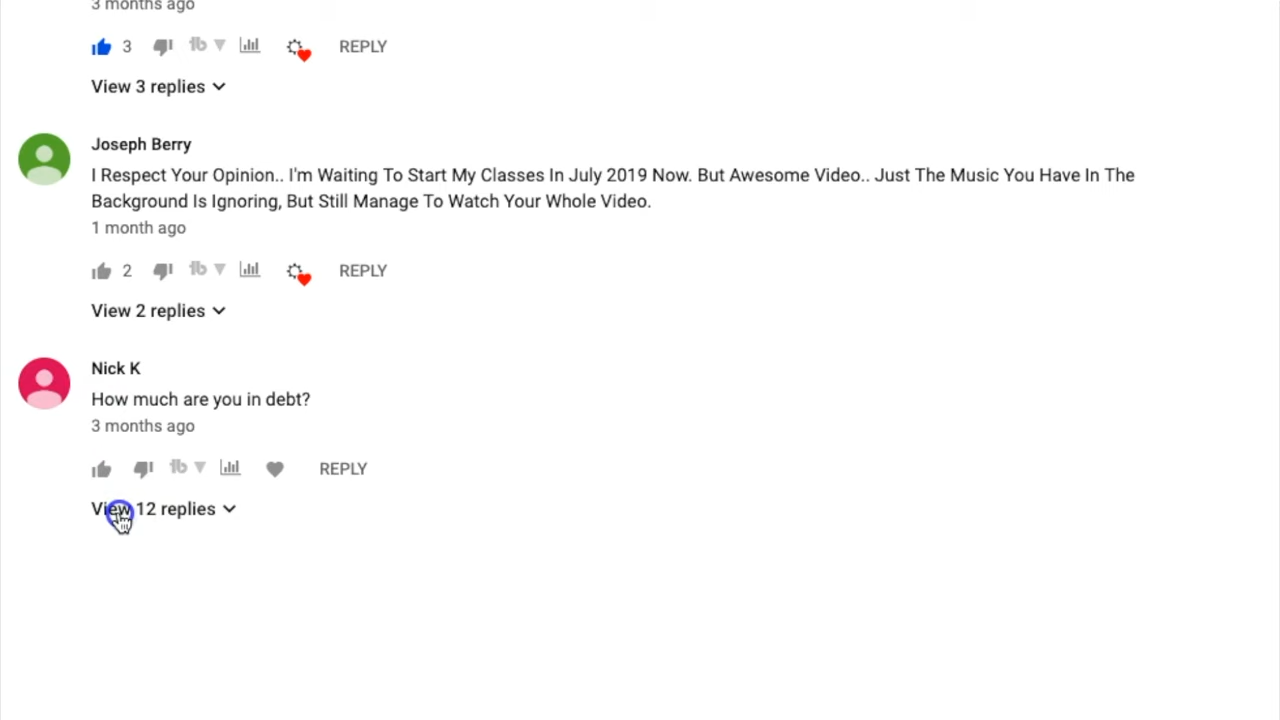 3 months ago
3 REPLY
View 3 replies
Joseph Berry
I Respect Your Opinion.. I'm Waiting To Start My Classes In July 2019 Now. But Awesome Video.. Just The Music You Have In The
Background Is Ignoring, But Still Manage To Watch Your Whole Video.
1 month ago
2 REPLY
View 2 replies
Nick K
How much are you in debt?
3 months ago
REPLY
View 12 replies